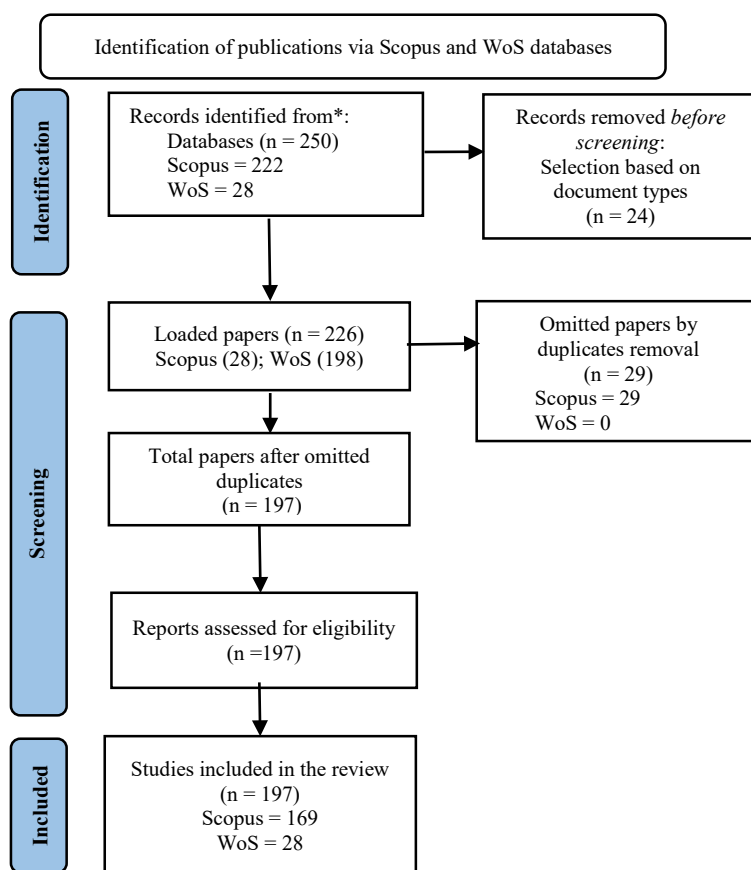 Identification of publications via Scopus and WoS databases
Identification
Records identified from*:
Databases (n = 250)
Scopus = 222
WoS = 28
Records removed before
screening:
Selection based on
document types
(n = 24)
Screening
Loaded papers (n = 226)
Scopus (28); WoS (198)
Omitted papers by
duplicates removal
(n = 29)
Scopus = 29
WoS = 0
Total papers after omitted
duplicates
(n = 197)
Reports assessed for eligibility
(n =197)
Included
Studies included in the review
(n = 197)
Scopus = 169
WoS = 28